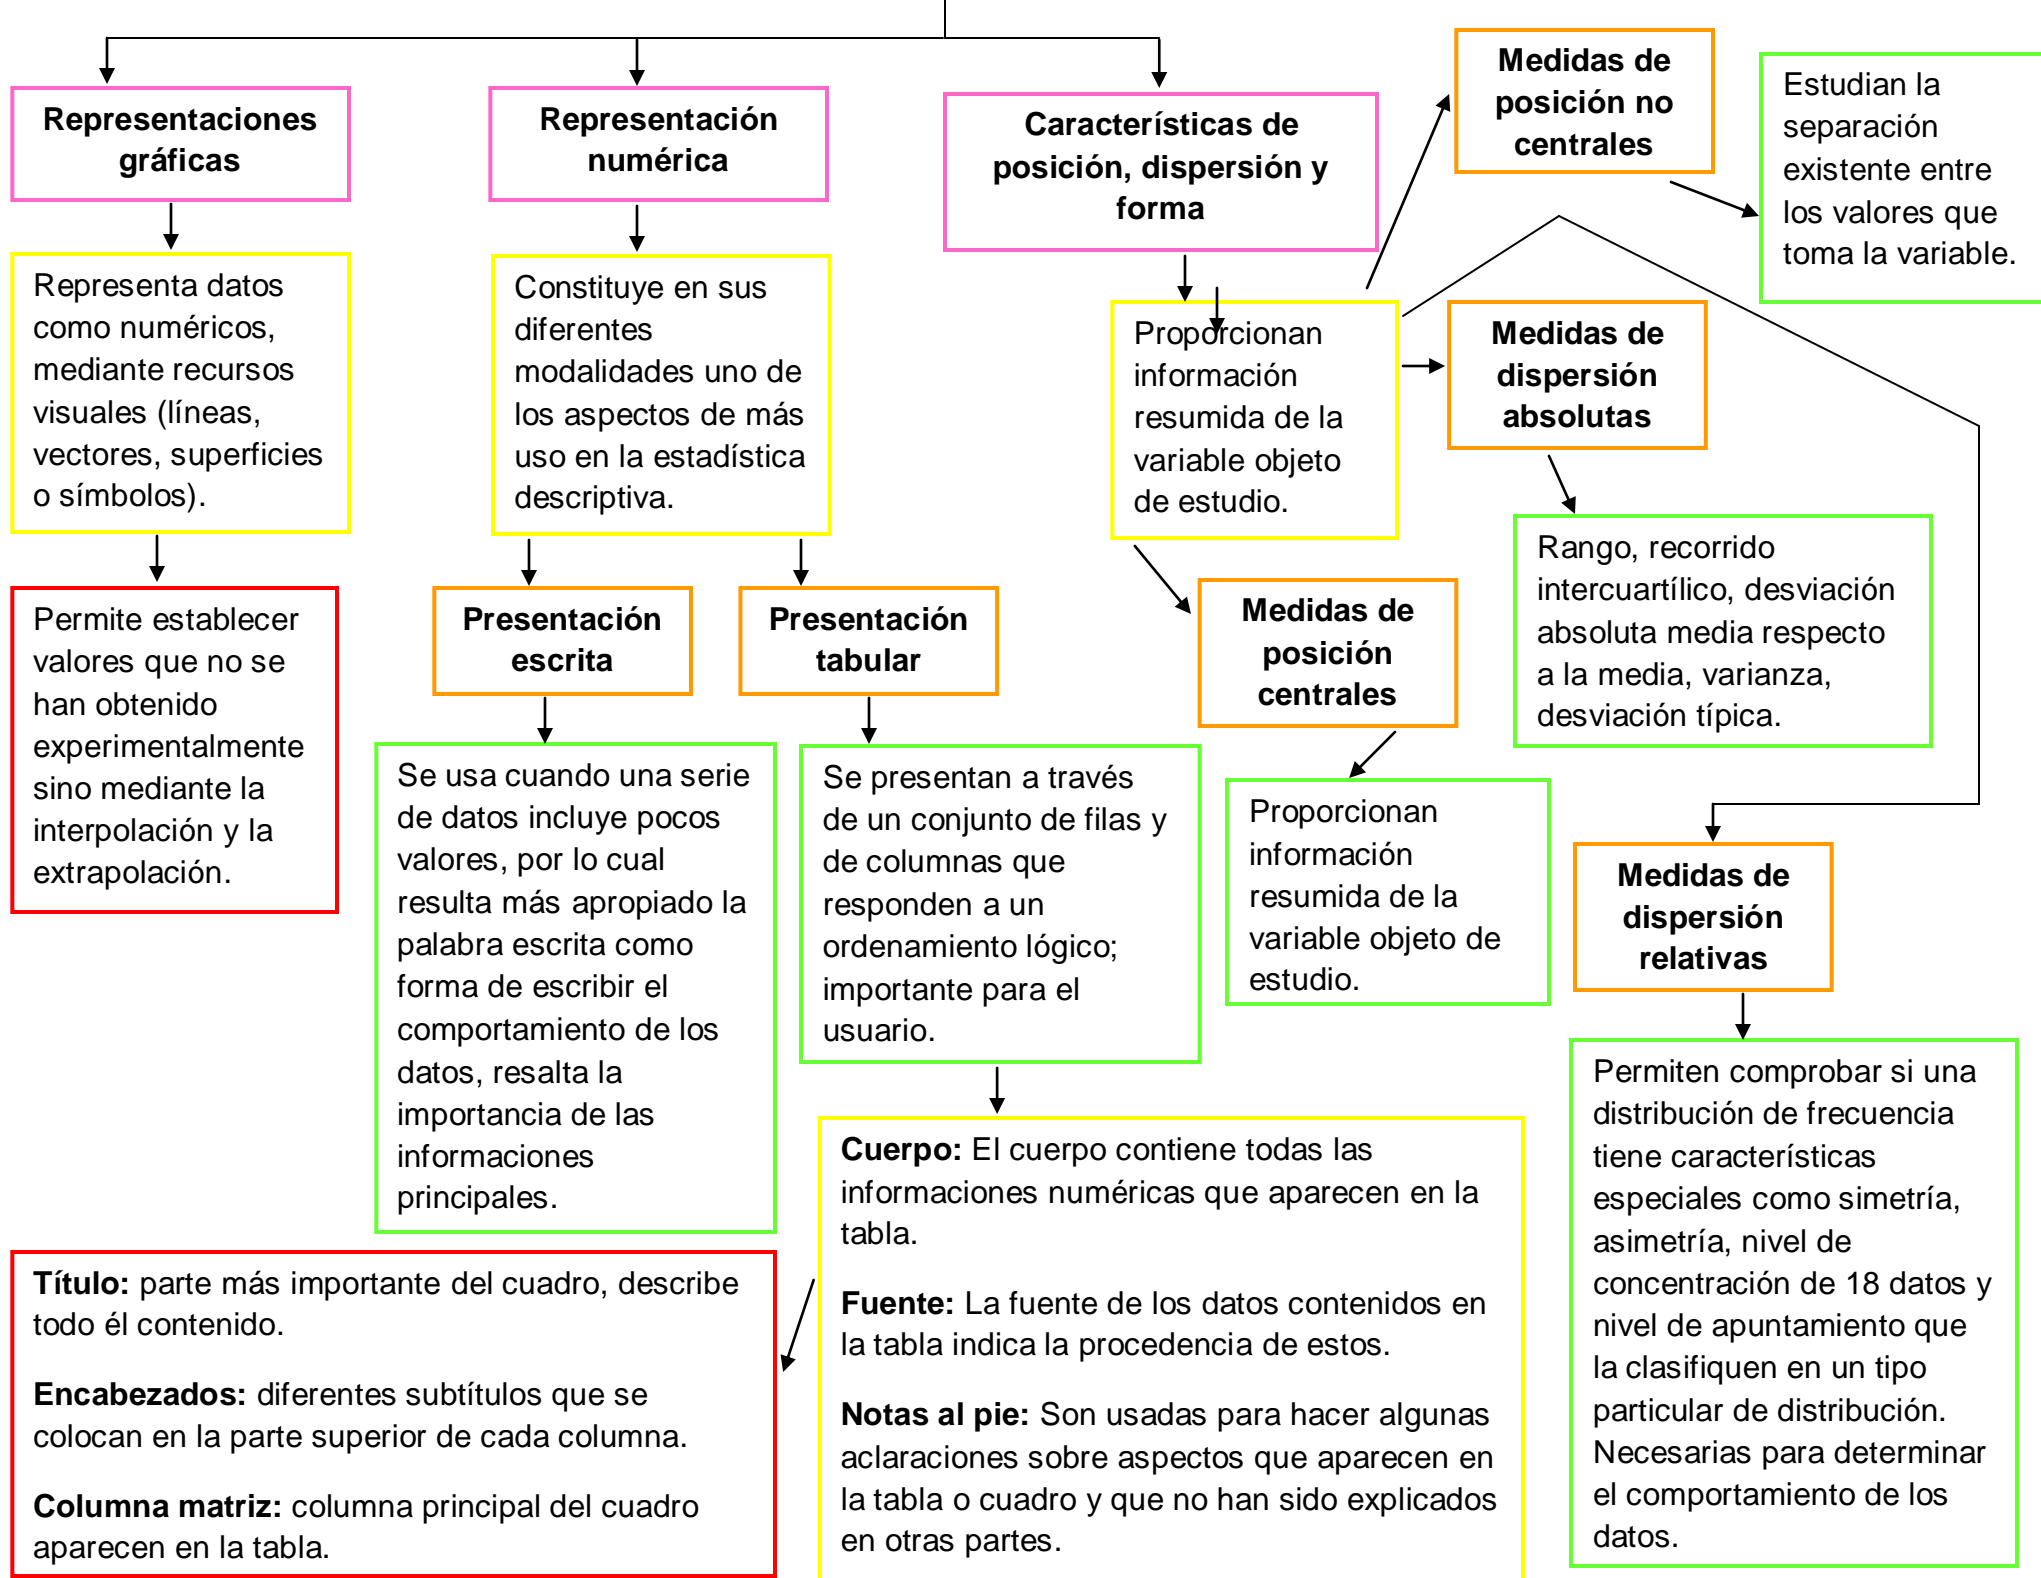 Representaciones
gráficas
Representa datos
como numéricos,
mediante recursos
visuales (líneas,
vectores, superficies
o símbolos).
Permite establecer
valores que no se
han obtenido
experimentalmente
sino mediante la
interpolación y la
extrapolación.
Representación
numérica
Constituye en sus
diferentes
modalidades uno de
los aspectos de más
uso en la estadística
descriptiva.
Presentación
escrita
Se usa cuando una serie
de datos incluye pocos
valores, por lo cual
resulta más apropiado la
palabra escrita como
forma de escribir el
comportamiento de los
datos, resalta la
importancia de las
informaciones
principales.
Presentación
tabular
Se presentan a través
de un conjunto de filas y
de columnas que
responden a un
ordenamiento lógico;
importante para el
usuario.
Cuerpo: El cuerpo contiene todas las
informaciones numéricas que aparecen en la
tabla.
Fuente: La fuente de los datos contenidos en
la tabla indica la procedencia de estos.
Notas al pie: Son usadas para hacer algunas
aclaraciones sobre aspectos que aparecen en
la tabla o cuadro y que no han sido explicados
en otras partes.
Título: parte más importante del cuadro, describe
todo él contenido.
Encabezados: diferentes subtítulos que se
colocan en la parte superior de cada columna.
Columna matriz: columna principal del cuadro
aparecen en la tabla.
Características de
posición, dispersión y
forma
Proporcionan
información
resumida de la
variable objeto
de estudio.
Medidas de
posición no
centrales
Estudian la
separación
existente entre
los valores que
toma la variable.
Medidas de
dispersión
absolutas
Rango, recorrido
intercuartílico, desviación
absoluta media respecto
a la media, varianza,
desviación típica.
Medidas de
posición
centrales
Proporcionan
información
resumida de la
variable objeto de
estudio.
Medidas de
dispersión
relativas
Permiten comprobar si una
distribución de frecuencia
tiene características
especiales como simetría,
asimetría, nivel de
concentración de 18 datos y
nivel de apuntamiento que
la clasifiquen en un tipo
particular de distribución.
Necesarias para determinar
el comportamiento de los
datos.